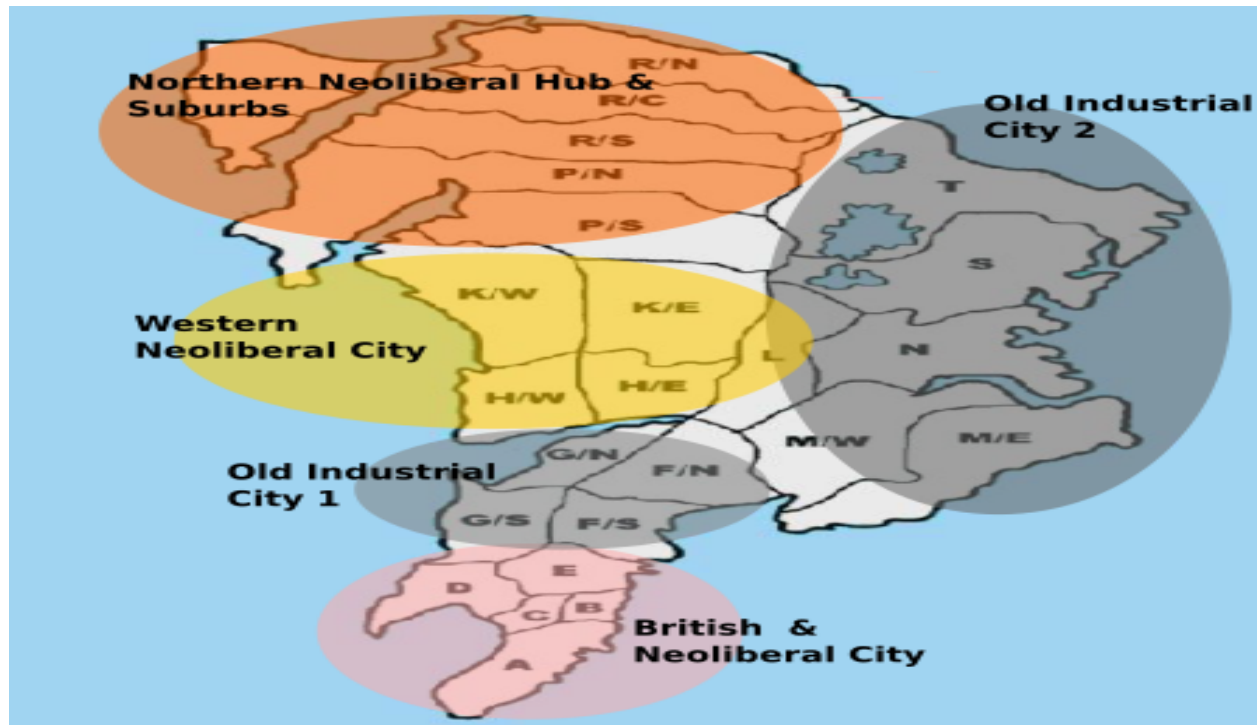 R/N
Northern Neoliberal Hub &
Suburbs
R/C
Old Industrial
City 2
R/S
P/N
T
P/S
S
K/W
K/E
Western
Neoliberal City
L
N
H/W
H/E
M/W
M/E
G/N
Old Industrial
City 1
F/N
G/S
F/S
E
D
C
B
British &
Neoliberal City
A